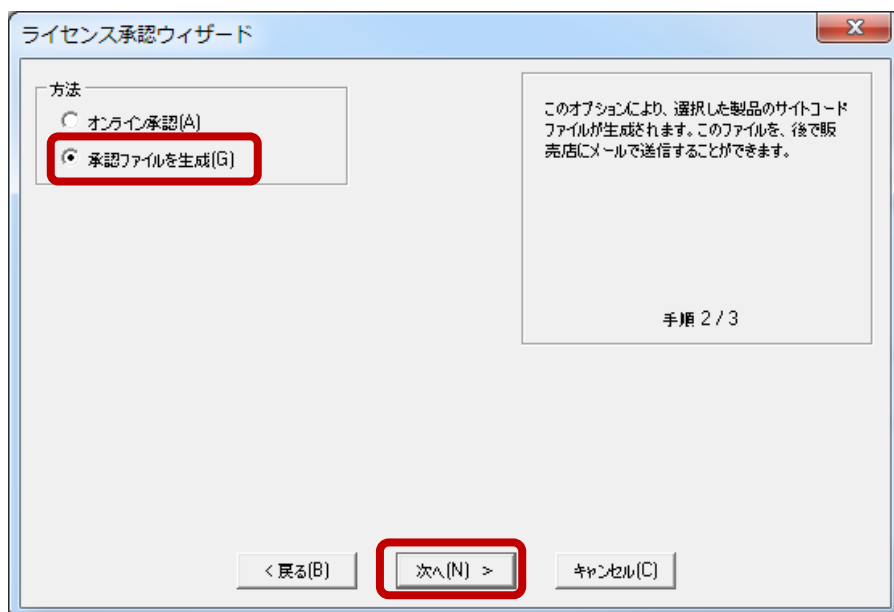 ライセンス承認ウィザード
方法
オンライン承認(A)
承認ファイルを生成(G)
このオプションにより、選択した製品のサイトコード
ファイルが生成されます。このファイルを、後で販
売店にメールで送信することができます。
手順 2 / 3
< 戻る(B)
次へ(N) >
キャンセル(C)